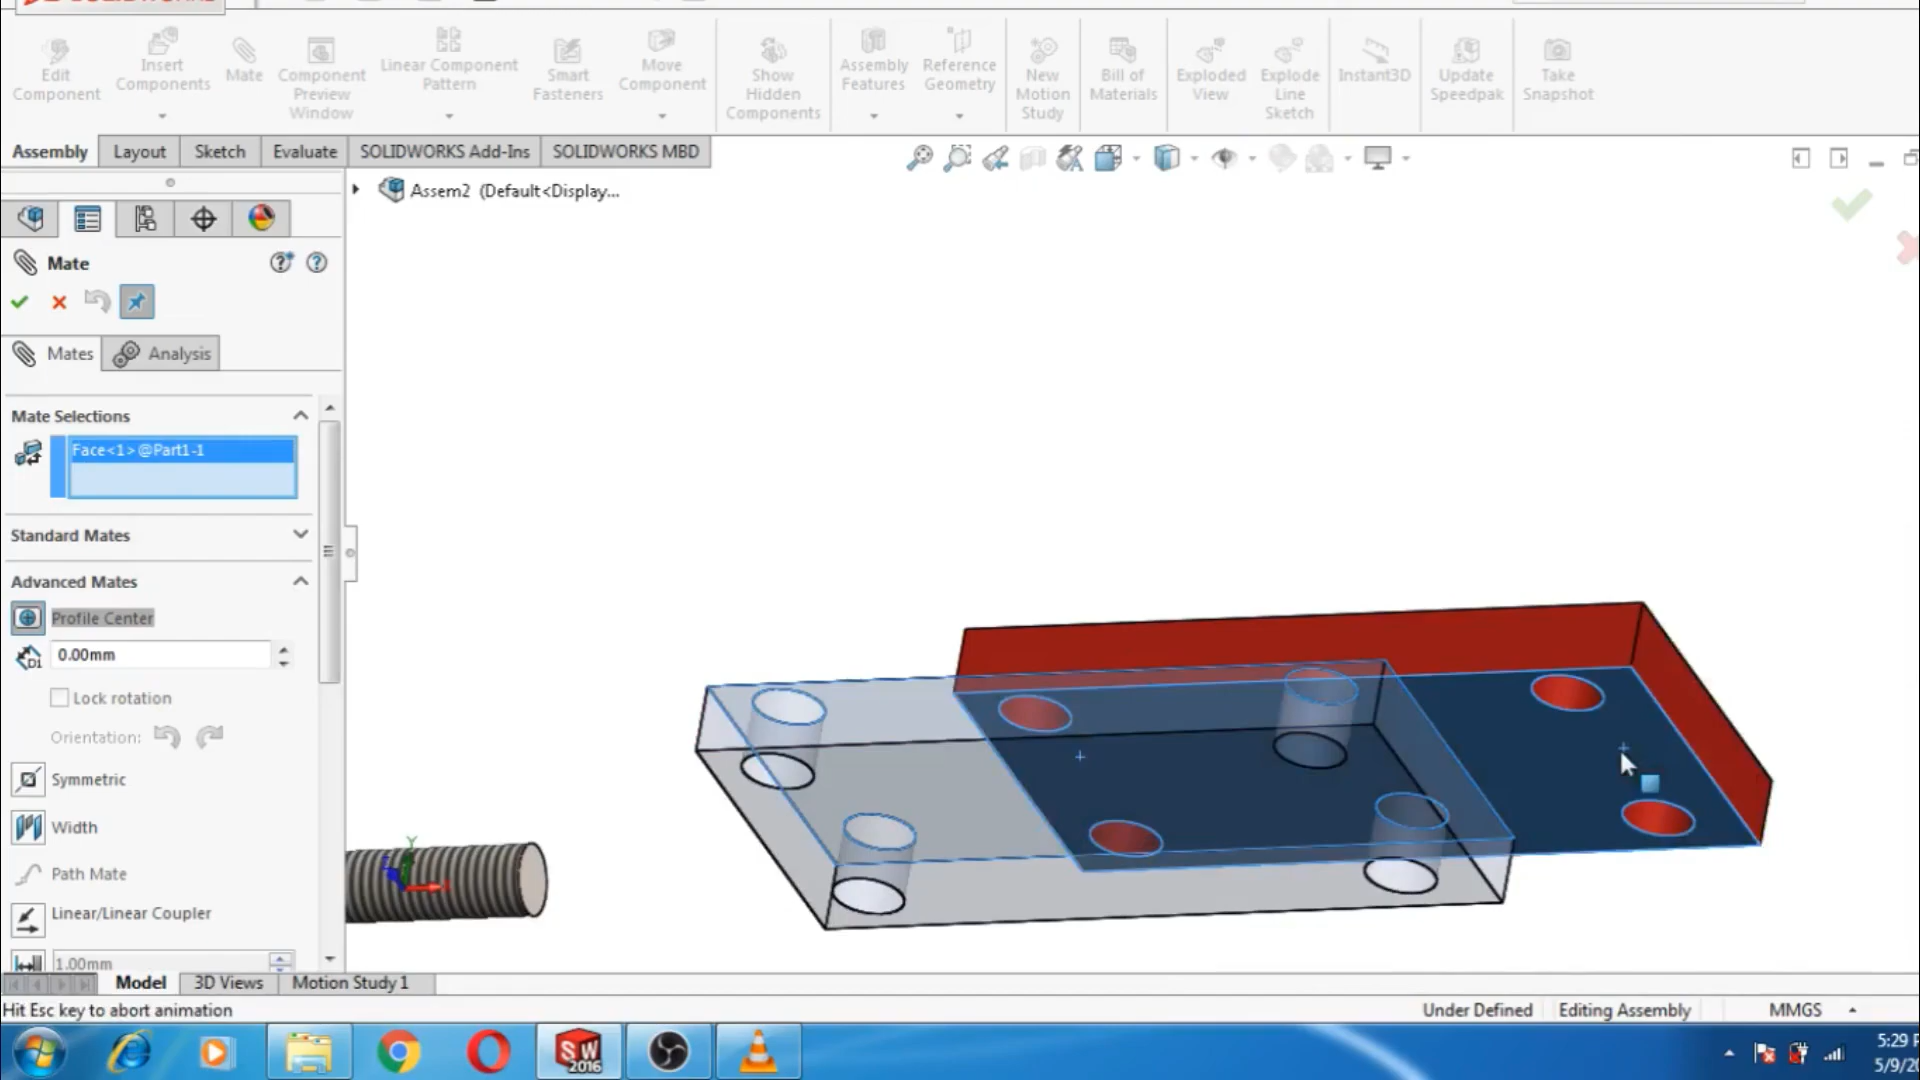 SOLIDWORKS
Edit Component
Insert Components
Mate
Component Preview Window
Linear Component Pattern
Smart Fasteners
Move Component
Show Hidden Components
Assembly Features
Reference Geometry
New Motion Study
Bill of Materials
Exploded View
Explode Line Sketch
Instant3D
Update Speedpak
Take Snapshot
Assembly
Layout
Sketch
Evaluate
SOLIDWORKS Add-Ins
SOLIDWORKS MBD
Assem2 (Default<Display...
Mate
Mates
Analysis
Mate Selections
Face<1>@Part1-1
Standard Mates
Advanced Mates
Profile Center
D1
0.00mm
Lock rotation
Orientation:
Symmetric
Width
Path Mate
Linear/Linear Coupler
1.00mm
Y
Model
3D Views
Motion Study 1
Hit Esc key to abort animation
Under Defined
Editing Assembly
MMGS
SW
2016
5:29 P
5/9/20